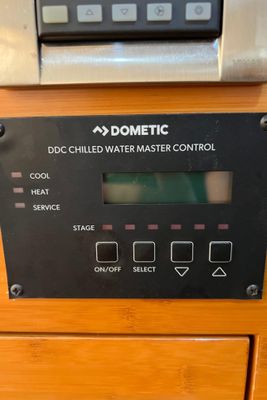 DOMETIC
DDC CHILLED WATER MASTER CONTROL
COOL
HEAT
SERVICE
STAGE
ON/OFF SELECT